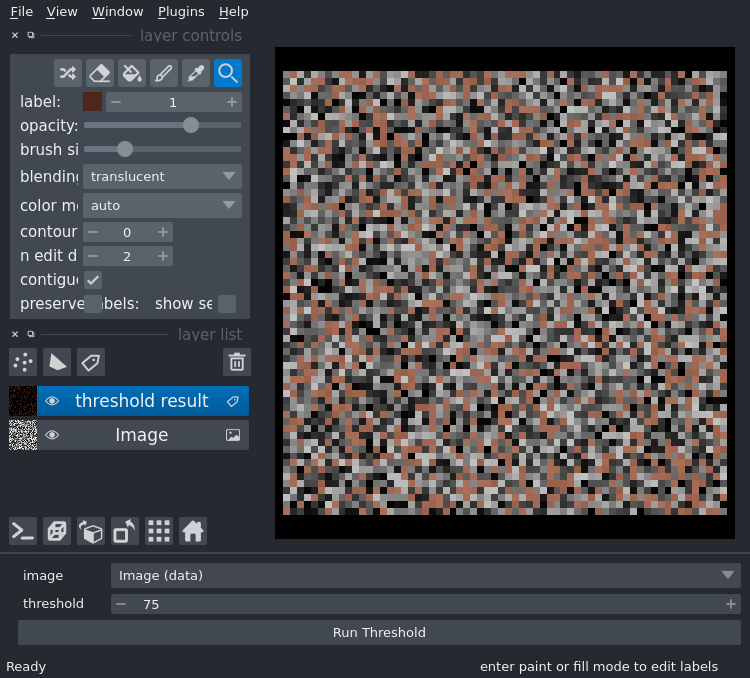 File View Window Plugins Help
layer controls
label: 1
opacity:
brush si
blending translucent
color m auto
contour 0
n edit d 2
contigu
preserve abels: show se
layer list
threshold result
Image
image Image (data)
threshold 75
Run Threshold
Ready enter paint or fill mode to edit labels